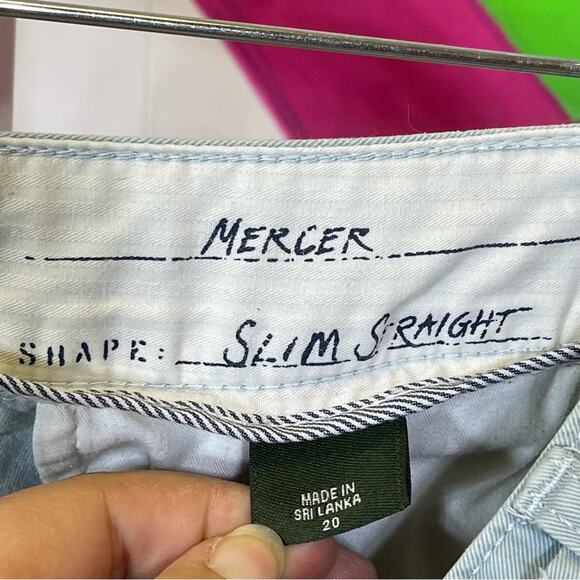 MERCER
SHAPE: SLIM STRAIGHT
MADE IN
SRI LANKA
20